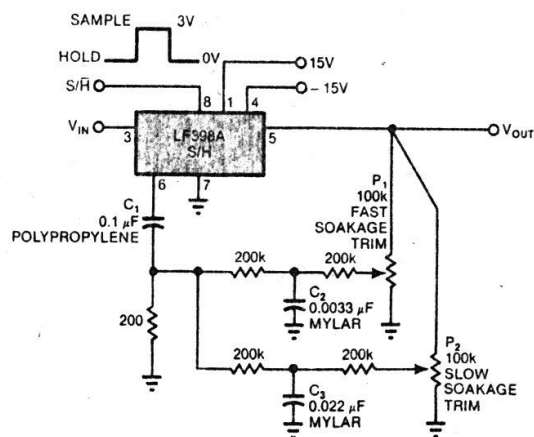 SAMPLE 3V
HOLD 0V
15V
S/H̅
- 15V
8 1 4
V_IN 3 LF398A 5 V_OUT
S/H
6 7
C₁
0.1 µF
POLYPROPYLENE
P₁
100k
FAST
SOAKAGE
TRIM
200k 200k
200
C₂
0.0033 µF
MYLAR
200k 200k
P₂
100k
SLOW
SOAKAGE
TRIM
C₃
0.022 µF
MYLAR